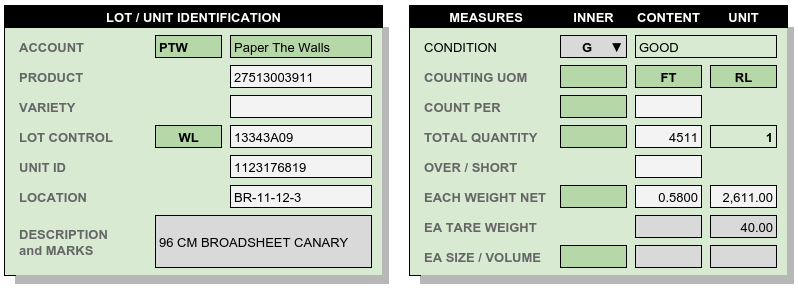 LOT / UNIT IDENTIFICATION
ACCOUNT PTW Paper The Walls
PRODUCT 27513003911
VARIETY
LOT CONTROL WL 13343A09
UNIT ID 1123176819
LOCATION BR-11-12-3
DESCRIPTION
and MARKS
96 CM BROADSHEET CANARY
MEASURES INNER CONTENT UNIT
CONDITION G ▼ GOOD
COUNTING UOM FT RL
COUNT PER
TOTAL QUANTITY 4511 1
OVER / SHORT
EACH WEIGHT NET 0.5800 2,611.00
EA TARE WEIGHT 40.00
EA SIZE / VOLUME